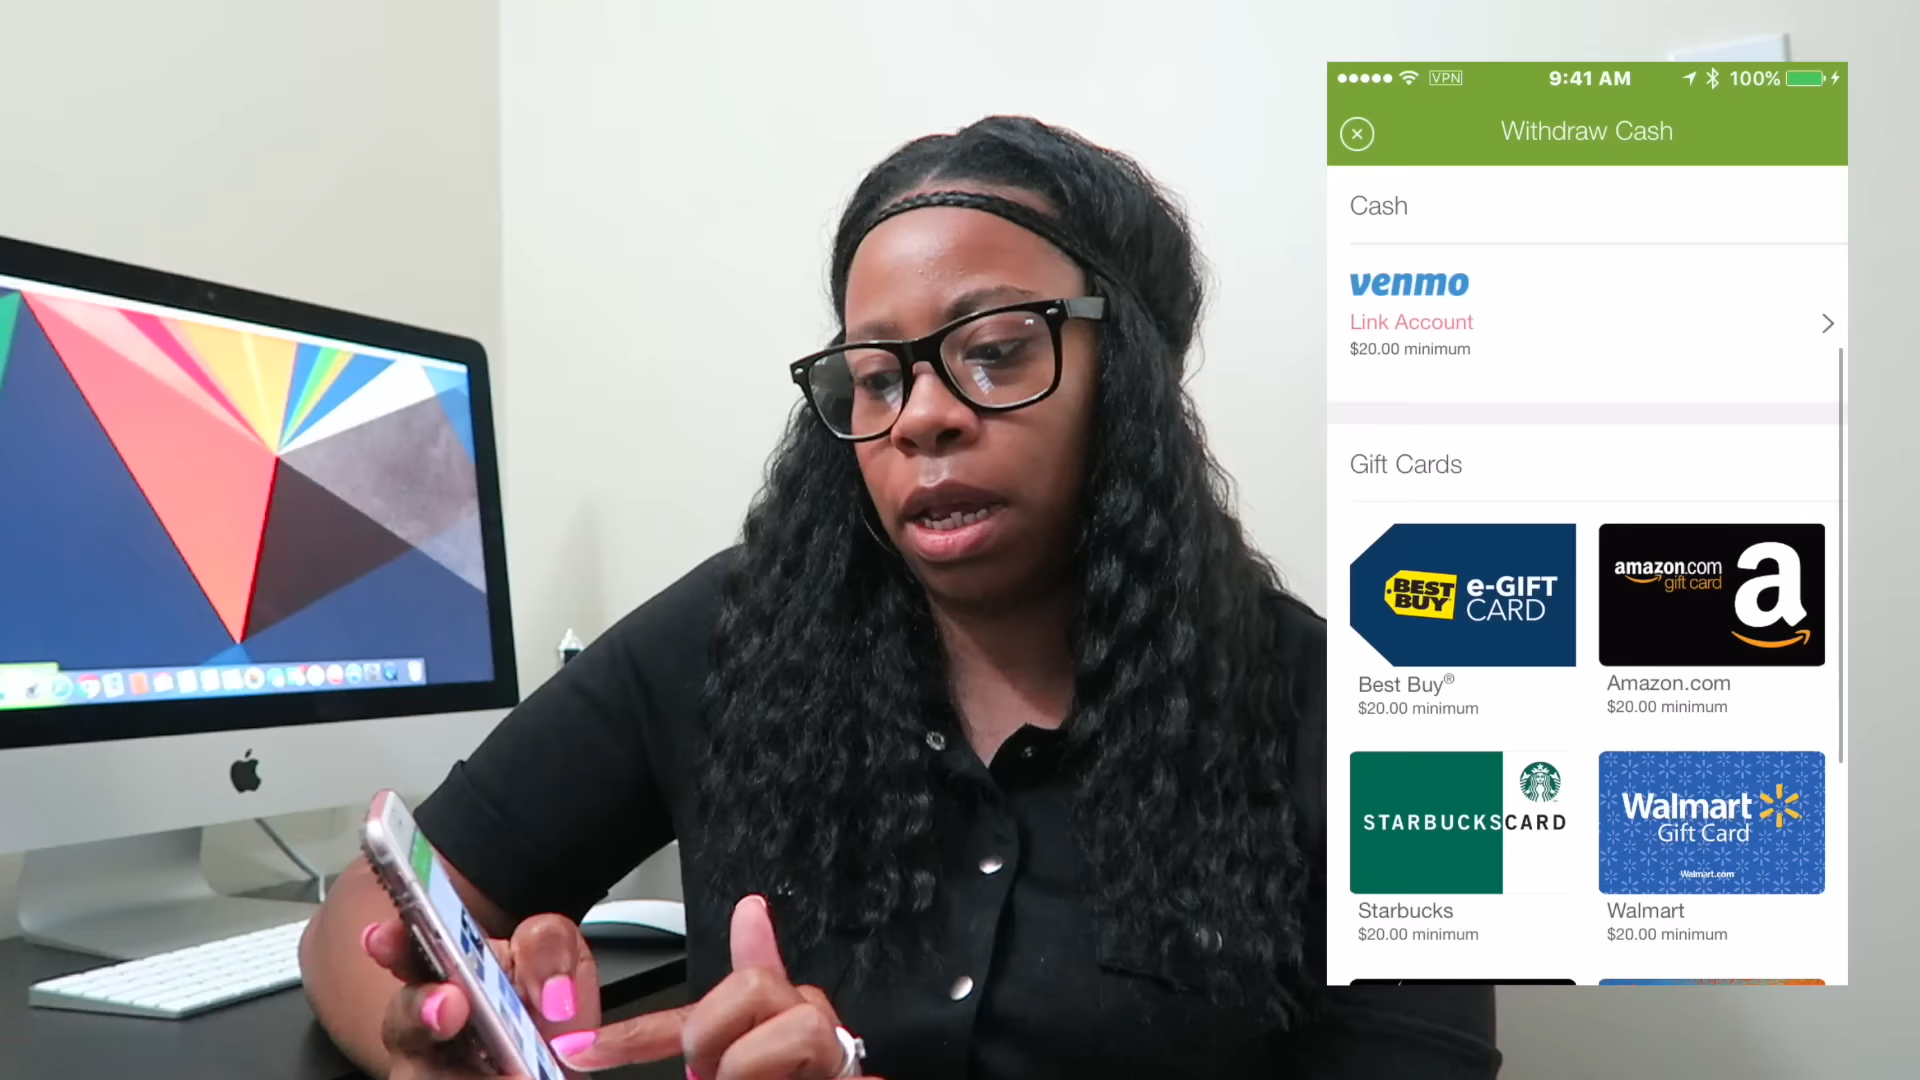 VPN 9:41 AM 100%
Withdraw Cash
Cash
venmo
Link Account
$20.00 minimum
Gift Cards
BEST BUY e-GIFT CARD
amazon.com gift card a
Best Buy®
$20.00 minimum
Amazon.com
$20.00 minimum
STARBUCKSCARD
Walmart
Gift Card
Walmart.com
Starbucks
$20.00 minimum
Walmart
$20.00 minimum